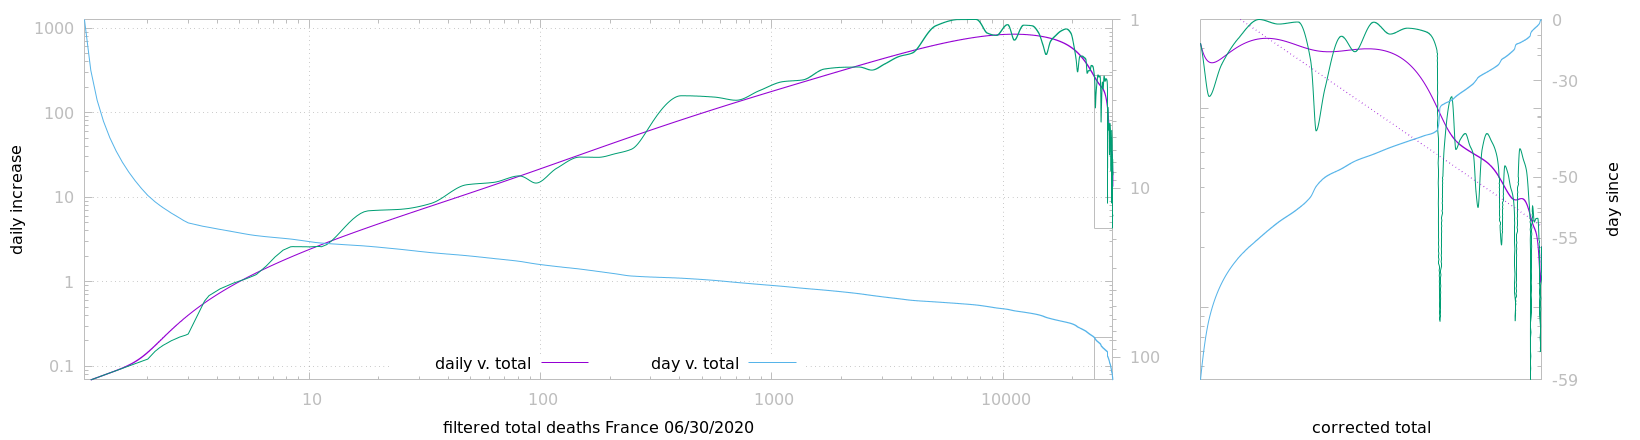 1000
100
10
1
0.1
daily increase
10
100
1000
10000
1
10
100
daily v. total
day v. total
filtered total deaths France 06/30/2020
0
-30
-50
-55
-59
day since
corrected total